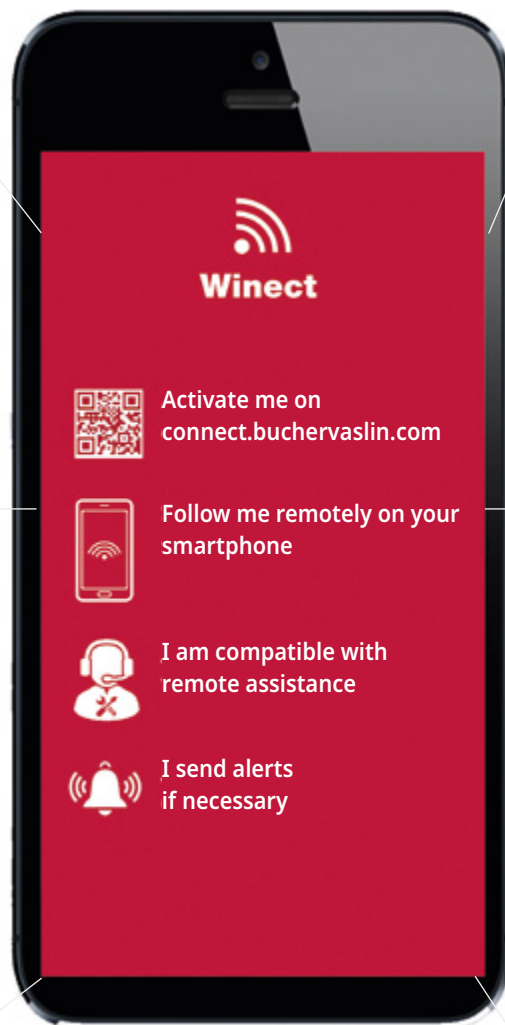 Winect
Activate me on
connect.buchervaslin.com
Follow me remotely on your
smartphone
I am compatible with
remote assistance
I send alerts
if necessary